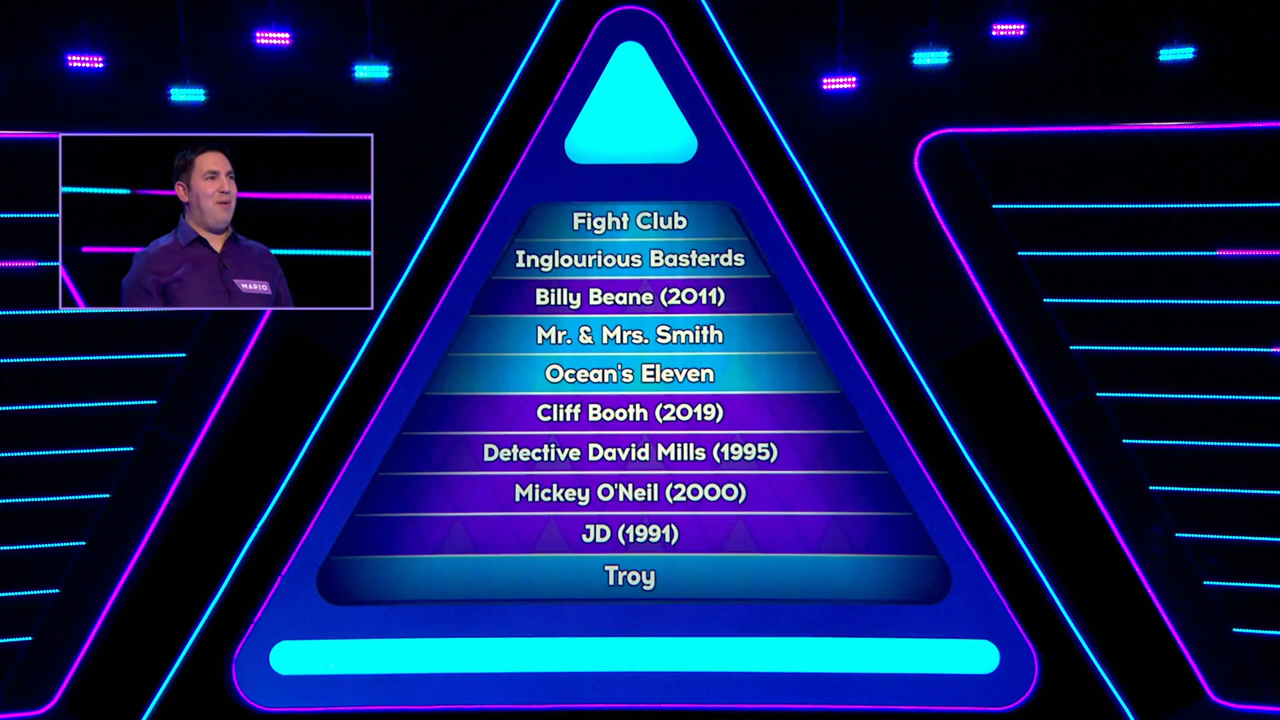 Fight Club
Inglourious Basterds
Billy Beane (2011)
MARIO
Mr. & Mrs. Smith
Ocean's Eleven
Cliff Booth (2019)
Detective David Mills (1995)
Mickey O'Neil (2000)
JD (1991)
Troy